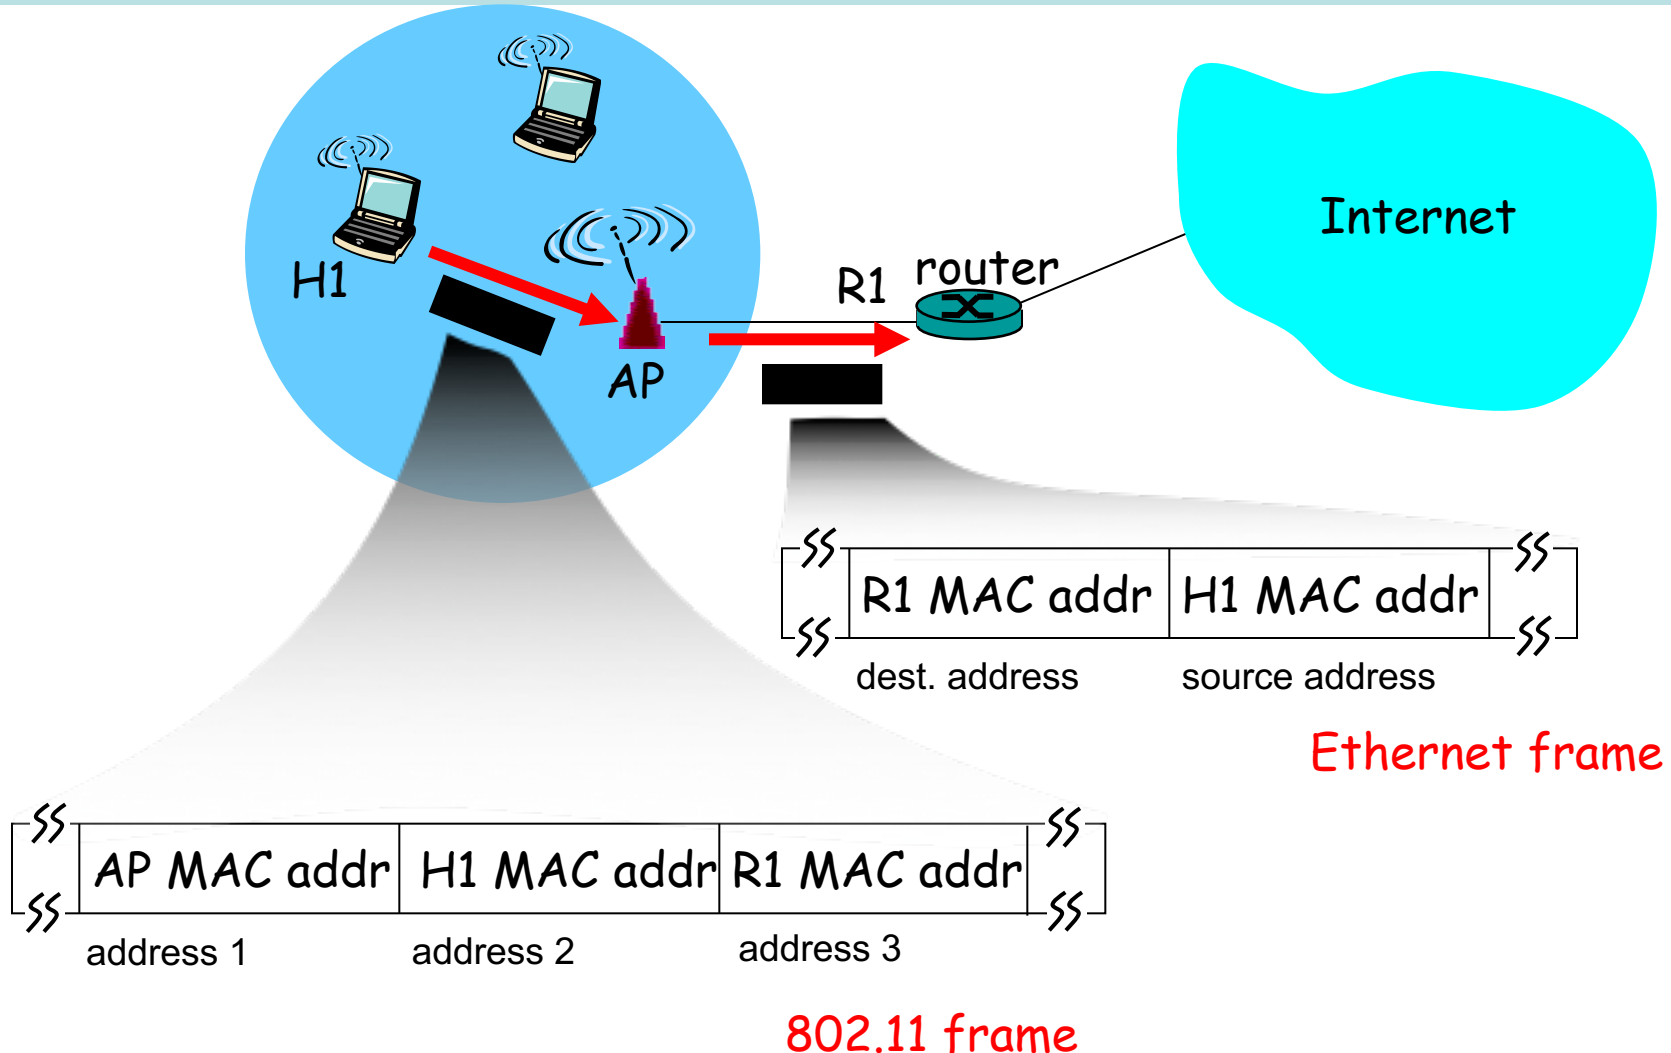 Internet
H1
R1
router
AP
R1 MAC addr H1 MAC addr
dest. address source address
Ethernet frame
AP MAC addr H1 MAC addr R1 MAC addr
address 1 address 2 address 3
802.11 frame